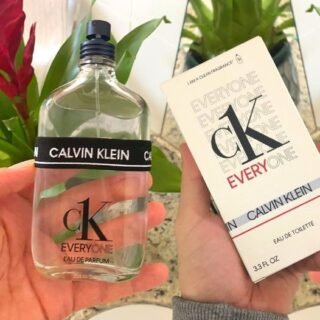 CALVIN KLEIN
CA
cK
EVERYONE
EAU DE PARFUM
I AM A CLEAN FRAGRANCE
EVERYONE
EVERYONE
cK
EVERYONE
CALVIN KLEIN
EAU DE TOILETTE
3.3 FL OZ